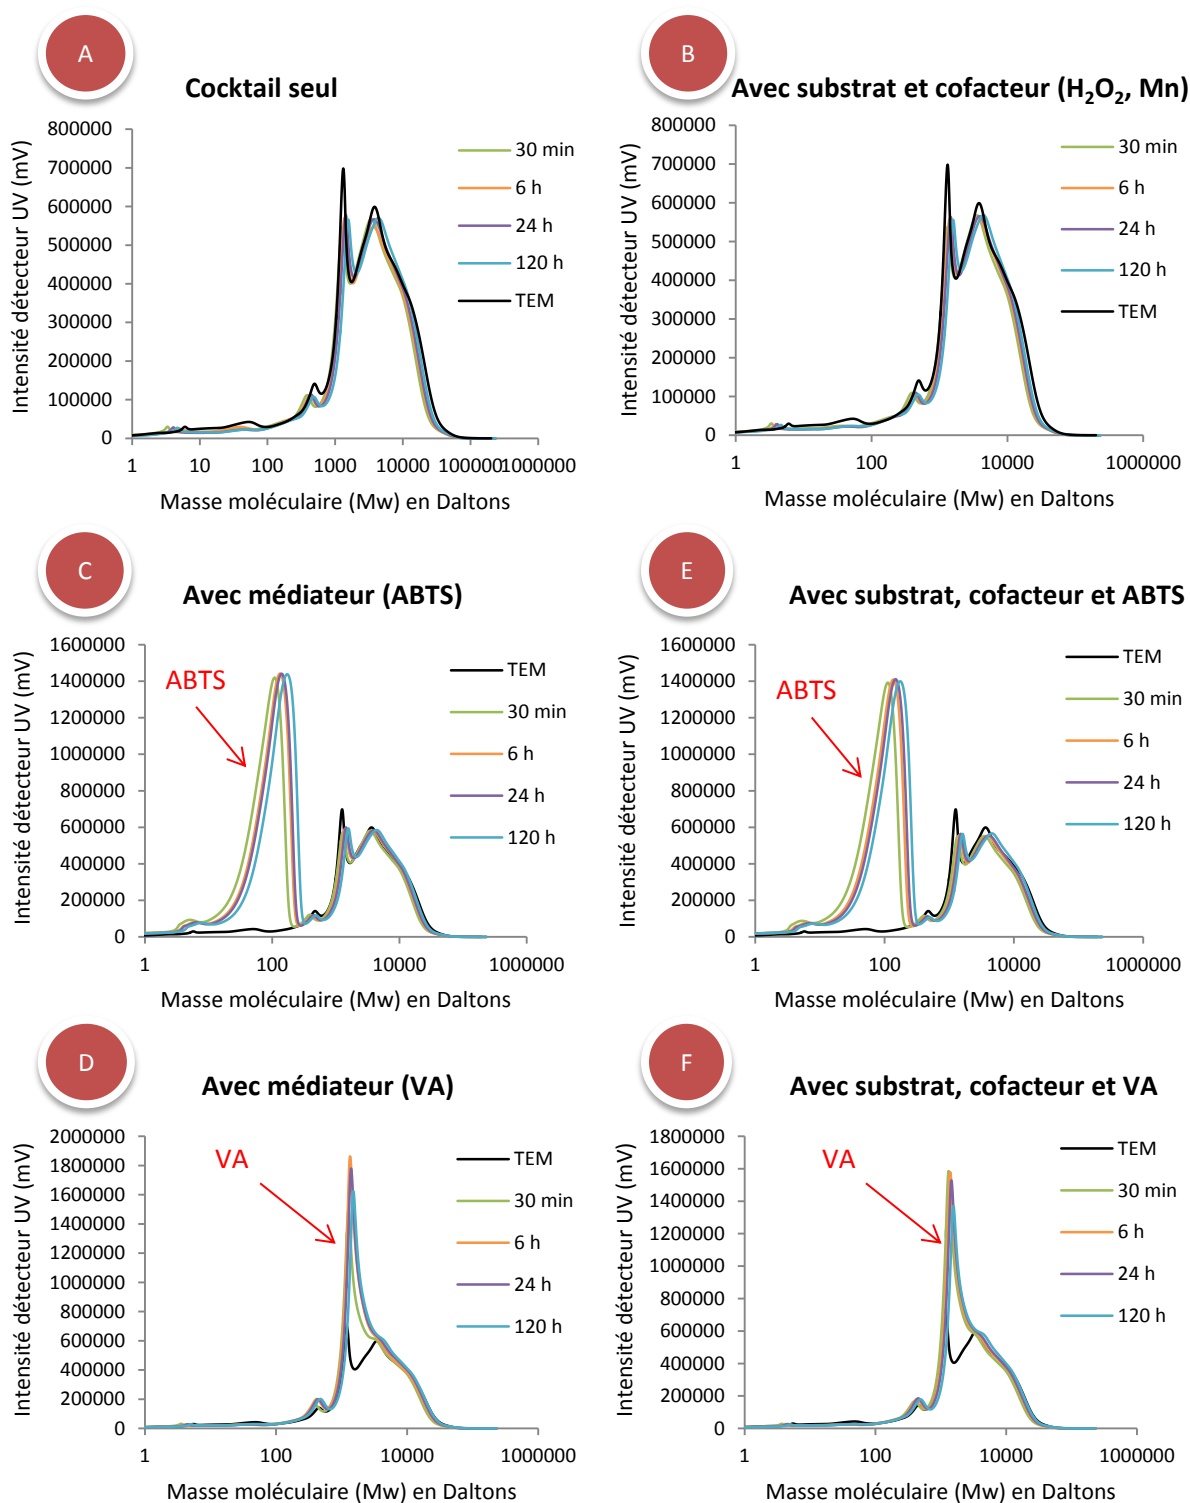 A
Cocktail seul
Intensité détecteur UV (mV)
800000
700000
600000
500000
400000
300000
200000
100000
0
1 10 100 1000 10000 100000 1000000
Masse moléculaire (Mw) en Daltons
30 min
6 h
24 h
120 h
TEM
B
Avec substrat et cofacteur (H₂O₂, Mn)
Intensité détecteur UV (mV)
800000
700000
600000
500000
400000
300000
200000
100000
0
1 100 10000 1000000
Masse moléculaire (Mw) en Daltons
30 min
6 h
24 h
120 h
TEM
C
Avec médiateur (ABTS)
Intensité détecteur UV (mV)
1600000
1400000
1200000
1000000
800000
600000
400000
200000
0
1 100 10000 1000000
Masse moléculaire (Mw) en Daltons
ABTS
TEM
30 min
6 h
24 h
120 h
E
Avec substrat, cofacteur et ABTS
Intensité détecteur UV (mV)
1600000
1400000
1200000
1000000
800000
600000
400000
200000
0
1 100 10000 1000000
Masse moléculaire (Mw) en Daltons
ABTS
TEM
30 min
6 h
24 h
120 h
D
Avec médiateur (VA)
Intensité détecteur UV (mV)
2000000
1800000
1600000
1400000
1200000
1000000
800000
600000
400000
200000
0
1 100 10000 1000000
Masse moléculaire (Mw) en Daltons
VA
TEM
30 min
6 h
24 h
120 h
F
Avec substrat, cofacteur et VA
Intensité détecteur UV (mV)
1800000
1600000
1400000
1200000
1000000
800000
600000
400000
200000
0
1 100 10000 1000000
Masse moléculaire (Mw) en Daltons
VA
TEM
30 min
6 h
24 h
120 h